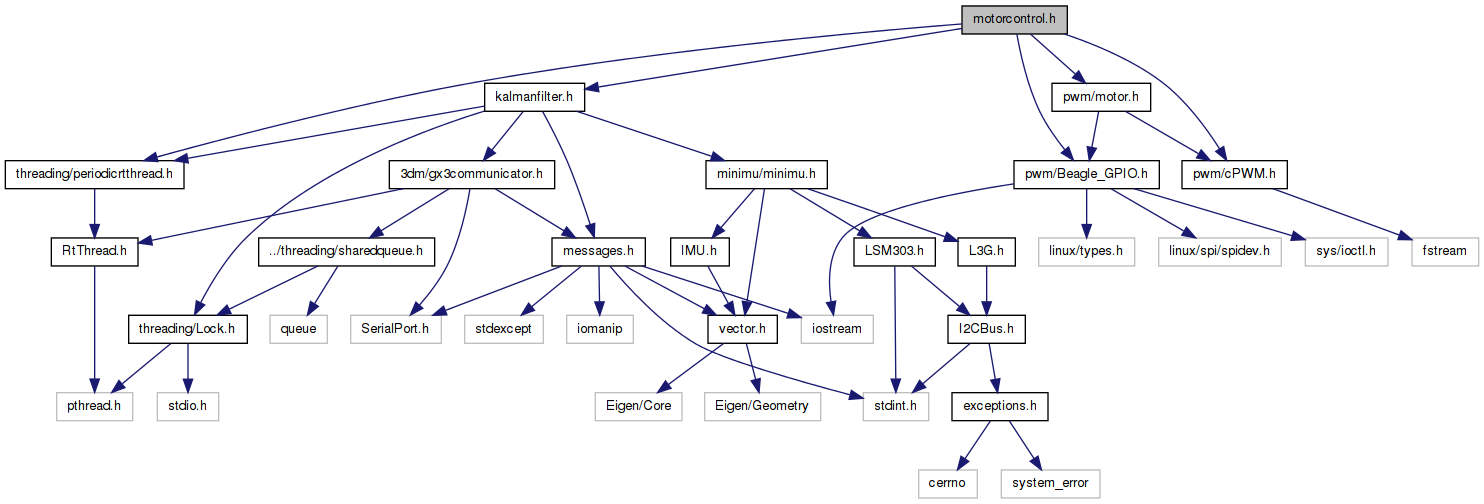 motorcontrol.h
kalmanfilter.h
pwm/motor.h
threading/periodicrtthread.h
3dm/gx3communicator.h
minimu/minimu.h
pwm/Beagle_GPIO.h
pwm/cPWM.h
RtThread.h
../threading/sharedqueue.h
messages.h
IMU.h
LSM303.h
L3G.h
linux/types.h
linux/spi/spidev.h
sys/ioctl.h
fstream
threading/Lock.h
queue
SerialPort.h
stdexcept
iomanip
vector.h
iostream
I2CBus.h
pthread.h
stdio.h
Eigen/Core
Eigen/Geometry
stdint.h
exceptions.h
cerrno
system_error